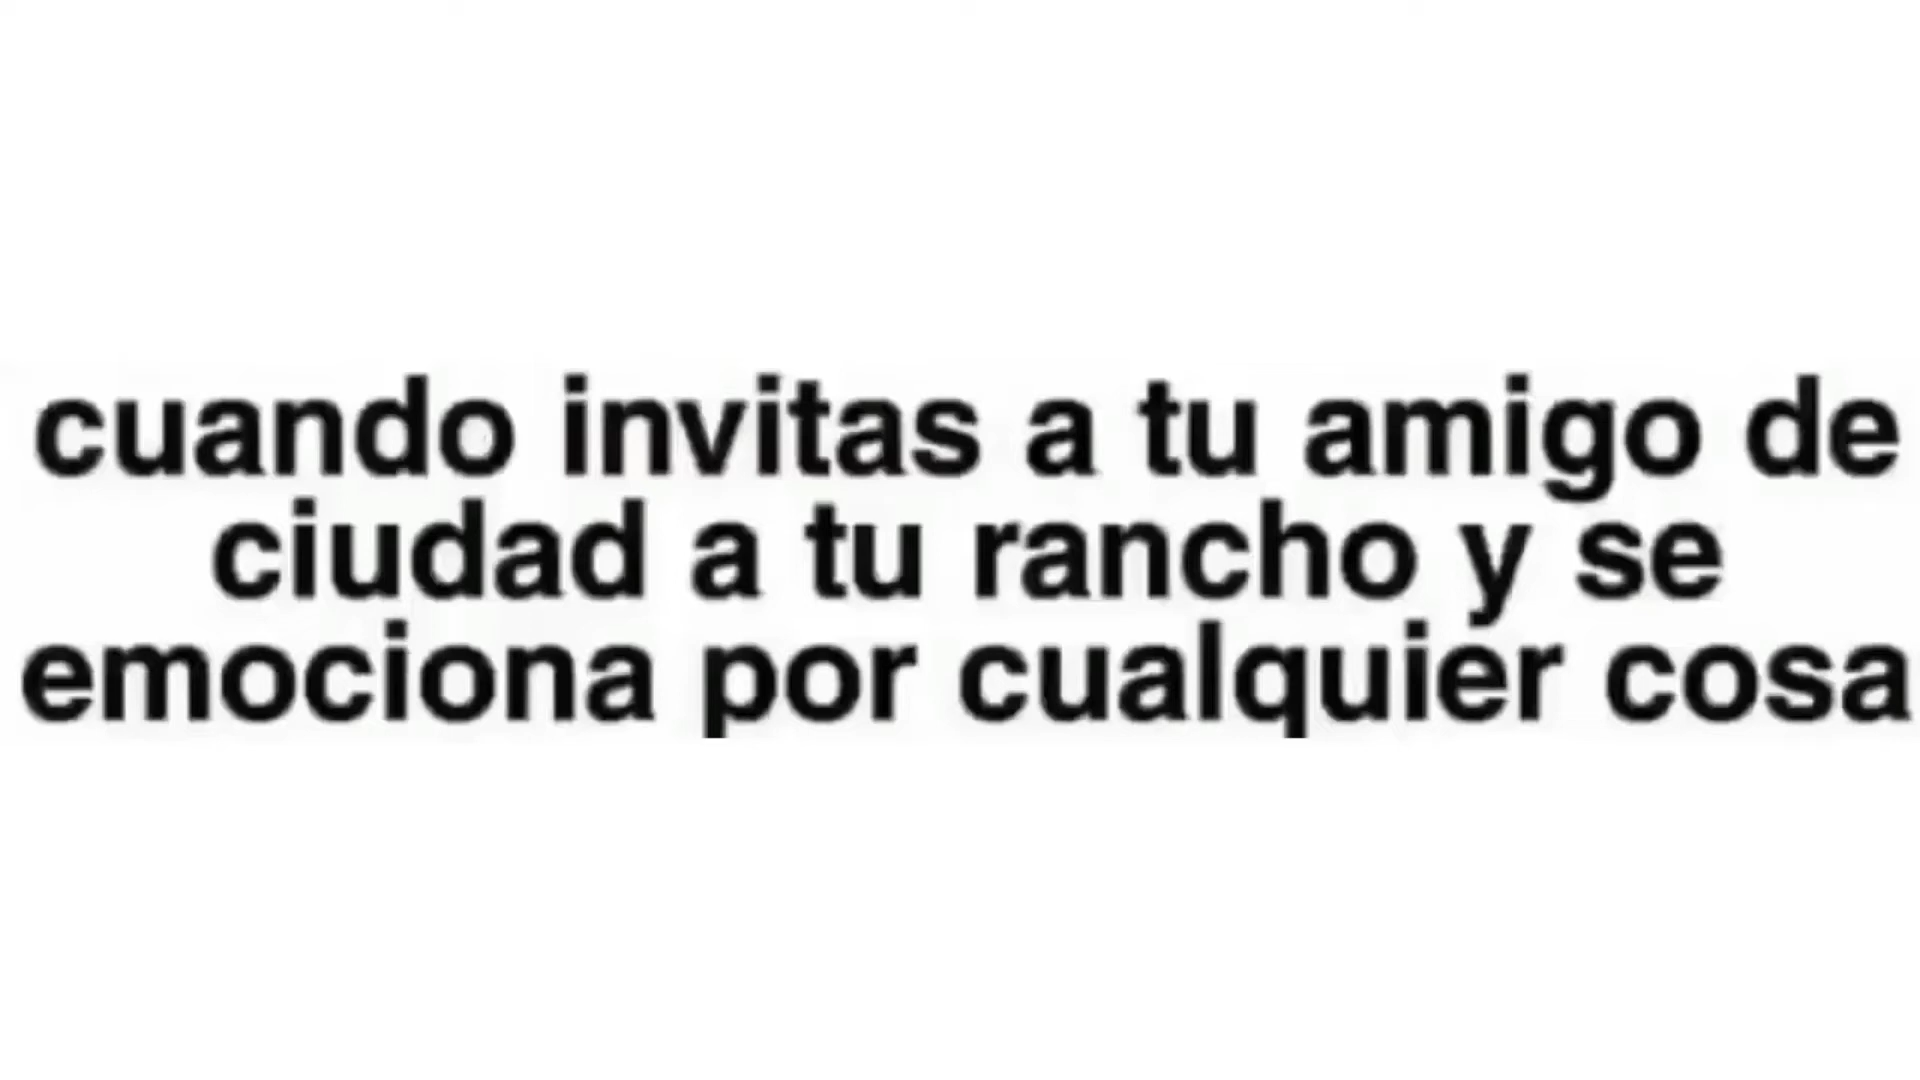 cuando invitas a tu amigo de
ciudad a tu rancho y se
emociona por cualquier cosa